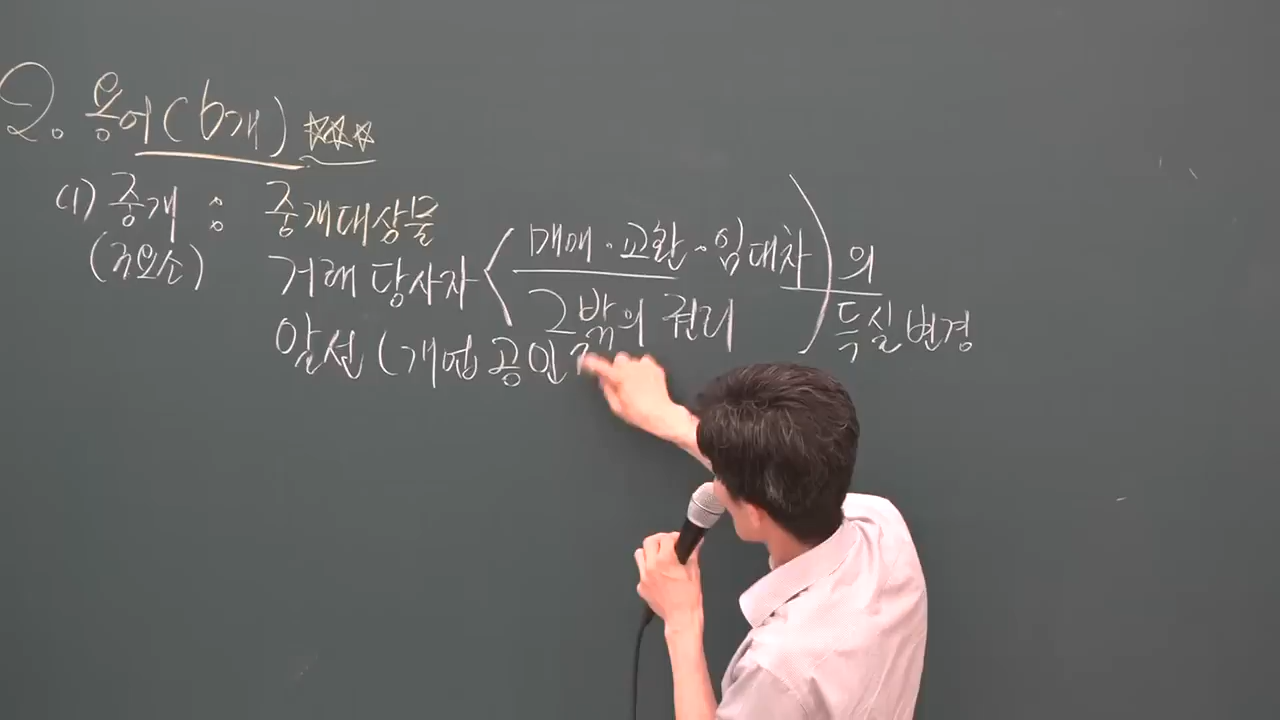 2. 용어(6개) ☆☆☆
(1) 중개 : 중개대상물
(3요소) 거래당사자 < 매매·교환·임대차 ) 의
그 밖의 권리 득실변경
알선 (개업공인